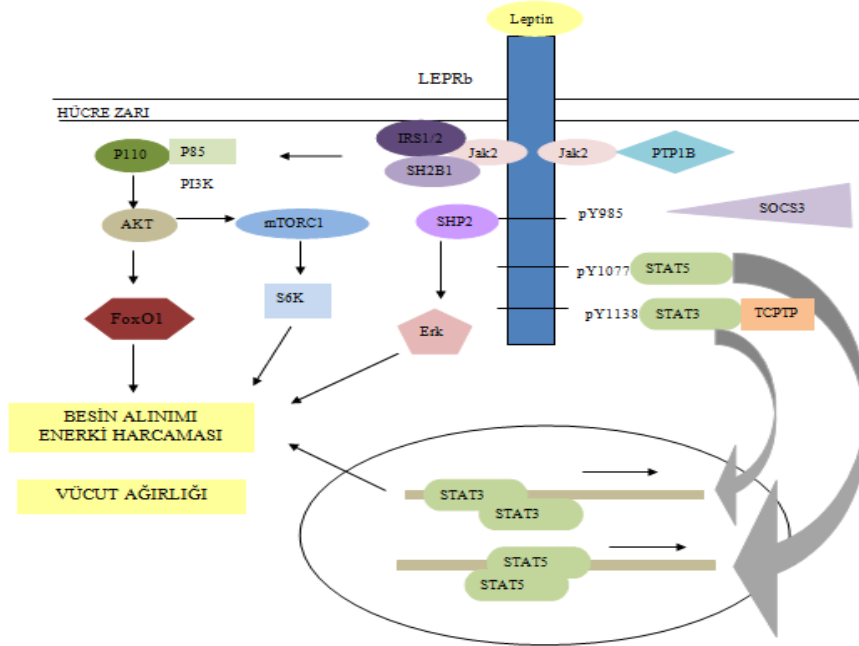 Leptin
LEPRb
HÜCRE ZARI
IRS1/2
P110
P85
Jak2
Jak2
PTP1B
SH2B1
PI3K
AKT
mTORC1
SHP2
pY985
SOCS3
pY1077
STAT5
S6K
pY1138
STAT3
TCPTP
FoxO1
Erk
BESİN ALINIMI
ENERKİ HARCAMASI
VÜCUT AĞIRLIĞI
STAT3
STAT3
STAT5
STAT5